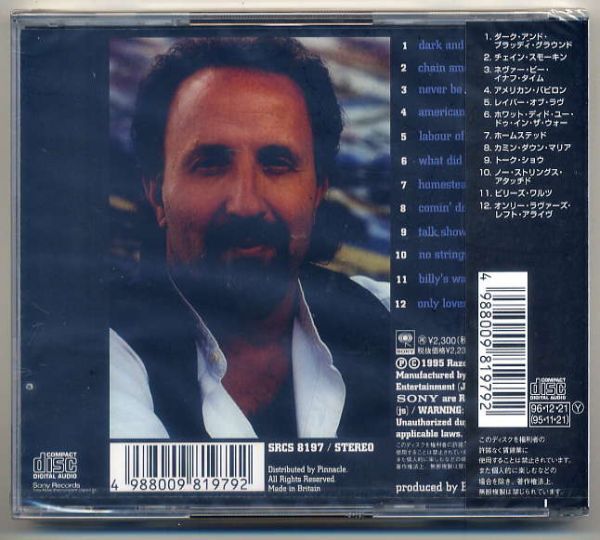 1 dark and
2 chain smo
3 never be
4 american
5 labour of
6 what did
7 homestea
8 comin' do
9 talk show
10 no strings
11 billy's wa
12 only love
SONY
¥2,300(税
税抜価格¥2,23
Ⓟ Ⓒ 1995 Razo
Manufactured by
Entertainment (J
SONY are R
(js) / WARNING:
Unauthorized dup
applicable laws.
produced by E
SRCS 8197 / STEREO
4 988009 819792
Distributed by Pinnacle.
All Rights Reserved.
Made in Britain
COMPACT
disc
DIGITAL AUDIO
Sony Records
1. ダーク・アンド・
ブラッディ・グラウンド
2. チェイン・スモーキン
3. ネヴァー・ビー・
イナフ・タイム
4. アメリカン・バビロン
5. レイバー・オブ・ラヴ
6. ホワット・ディド・ユー・
ドゥ・イン・ザ・ウォー
7. ホームステッド
8. カミン・ダウン・マリア
9. トーク・ショウ
10. ノー・ストリングス・
アタッチド
11. ビリーズ・ワルツ
12. オンリー・ラヴァーズ・
レフト・アライヴ
4 988009 819792
COMPACT
disc
DIGITAL AUDIO
96・12・21 Y
(95・11・21)
このディスクを権利者の
許諾なく賃貸業に
使用することは禁止されています。
また個人的に楽しむなどの
場合を除き、著作権法上、
無断複製は禁じられています。